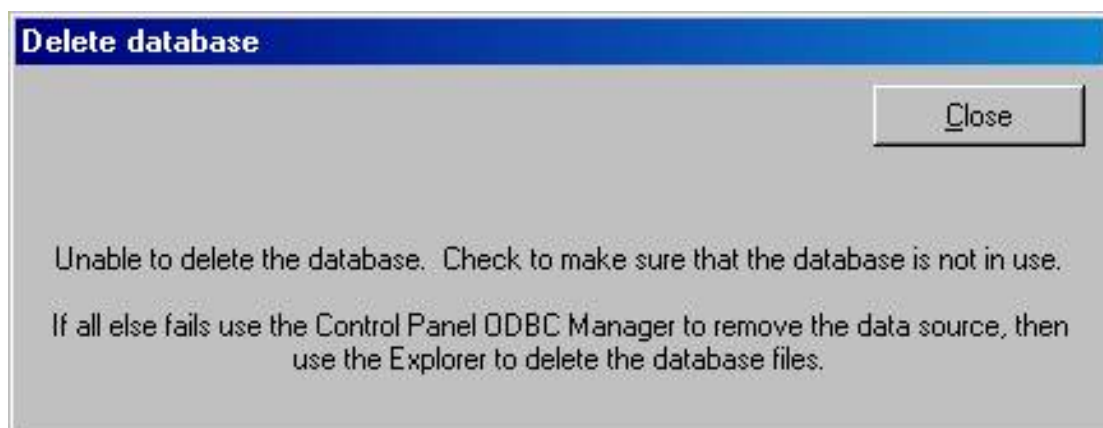 Delete database
Close
Unable to delete the database.  Check to make sure that the database is not in use.
If all else fails use the Control Panel ODBC Manager to remove the data source, then
use the Explorer to delete the database files.